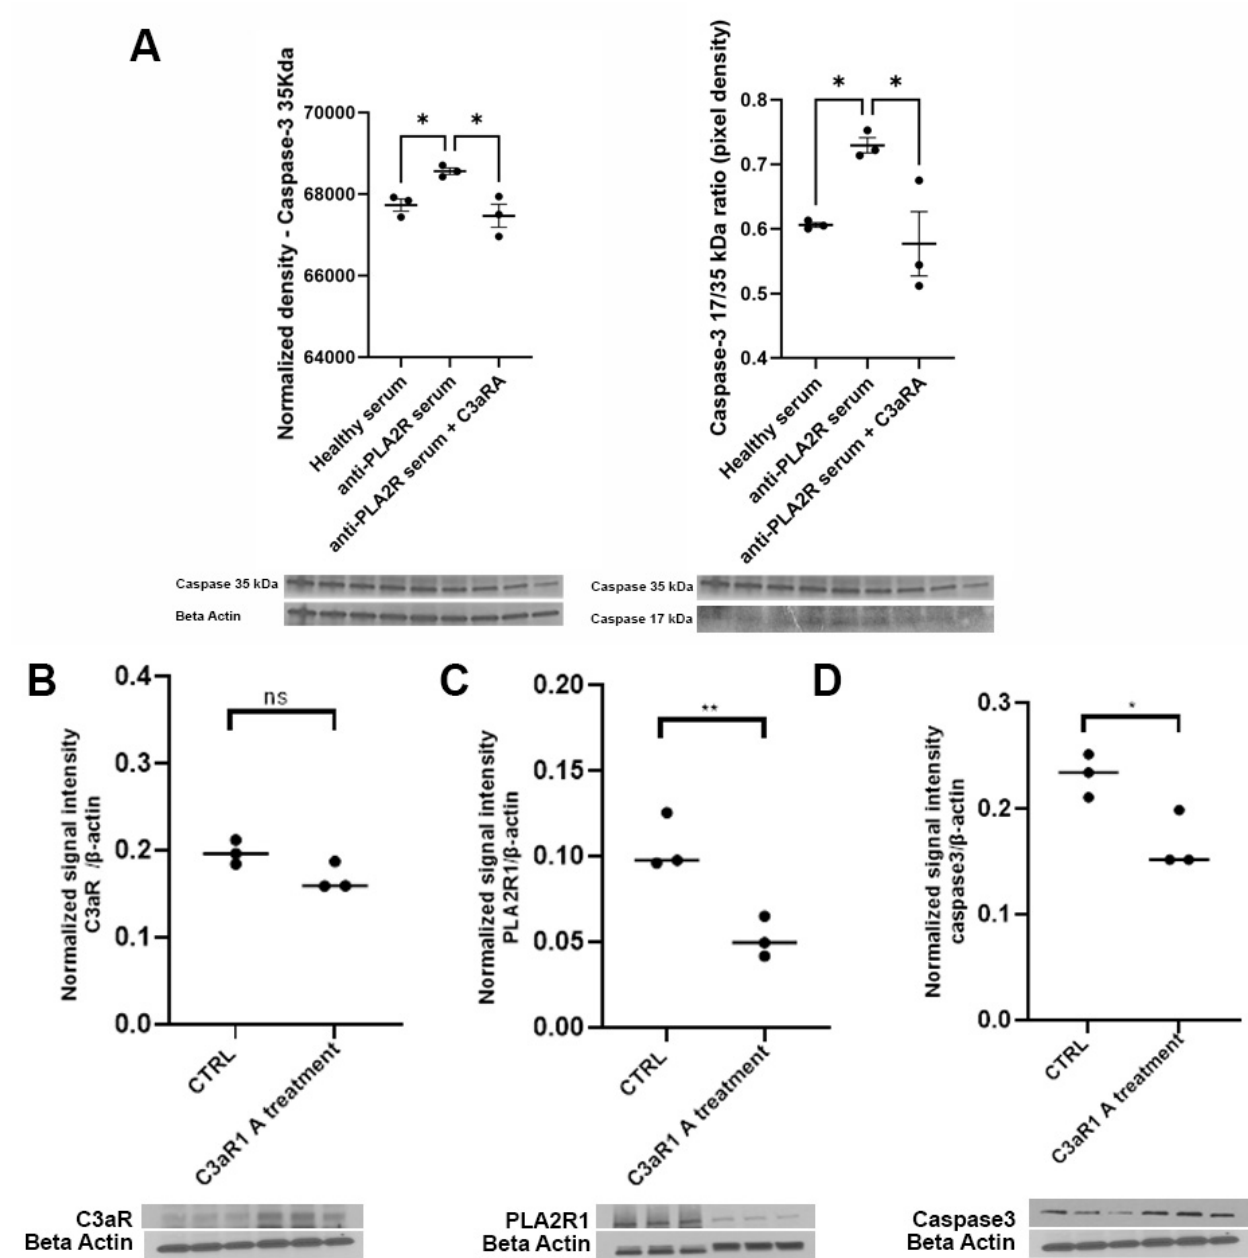 A
Normalized density - Caspase-3 35Kda
70000
68000
66000
64000
*
*
Healthy serum
anti-PLA2R serum
anti-PLA2R serum + C3aRA
Caspase 35 kDa
Beta Actin
Caspase-3 17/35 kDa ratio (pixel density)
0.8
0.7
0.6
0.5
0.4
*
*
Healthy serum
anti-PLA2R serum
anti-PLA2R serum + C3aRA
Caspase 35 kDa
Caspase 17 kDa
B
Normalized signal intensity
C3aR /β-actin
0.4
0.3
0.2
0.1
0.0
ns
CTRL
C3aR1 A treatment
C3aR
Beta Actin
C
Normalized signal intensity
PLA2R1/β-actin
0.20
0.15
0.10
0.05
0.00
**
CTRL
C3aR1 A treatment
PLA2R1
Beta Actin
D
Normalized signal intensity
caspase3/β-actin
0.3
0.2
0.1
0.0
*
CTRL
C3aR1 A treatment
Caspase3
Beta Actin